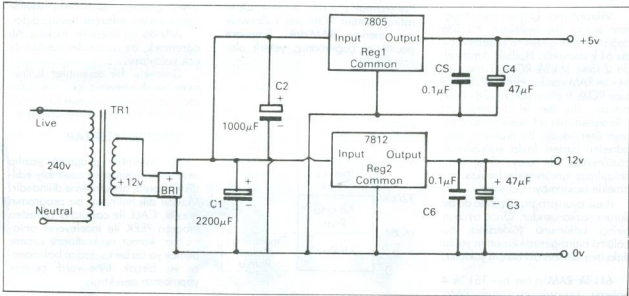 7805
Input Output
Reg1
Common
+5v
CS
0.1µF
C4
47µF
C2
+
1000µF
−
Live
TR1
240v
+12v
Neutral
+
BRI
+
C1
−
2200µF
7812
Input Output
Reg2
Common
12v
0.1µF
C6
+ 47µF
− C3
0v